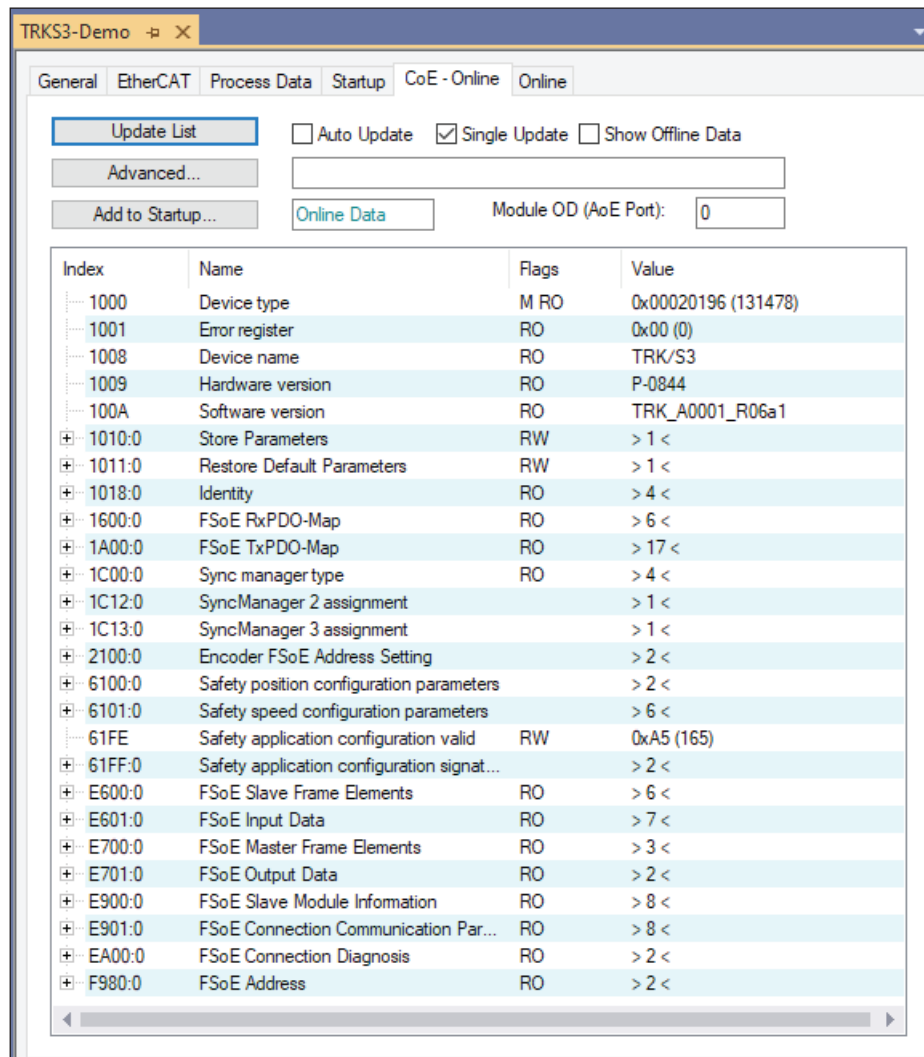 TRKS3-Demo
General EtherCAT Process Data Startup CoE - Online Online
Update List Auto Update Single Update Show Offline Data
Advanced...
Add to Startup... Online Data Module OD (AoE Port): 0
Index Name Flags Value
1000 Device type M RO 0x00020196 (131478)
1001 Error register RO 0x00 (0)
1008 Device name RO TRK/S3
1009 Hardware version RO P-0844
100A Software version RO TRK_A0001_R06a1
1010:0 Store Parameters RW > 1 <
1011:0 Restore Default Parameters RW > 1 <
1018:0 Identity RO > 4 <
1600:0 FSoE RxPDO-Map RO > 6 <
1A00:0 FSoE TxPDO-Map RO > 17 <
1C00:0 Sync manager type RO > 4 <
1C12:0 SyncManager 2 assignment > 1 <
1C13:0 SyncManager 3 assignment > 1 <
2100:0 Encoder FSoE Address Setting > 2 <
6100:0 Safety position configuration parameters > 2 <
6101:0 Safety speed configuration parameters > 6 <
61FE Safety application configuration valid RW 0xA5 (165)
61FF:0 Safety application configuration signat... > 2 <
E600:0 FSoE Slave Frame Elements RO > 6 <
E601:0 FSoE Input Data RO > 7 <
E700:0 FSoE Master Frame Elements RO > 3 <
E701:0 FSoE Output Data RO > 2 <
E900:0 FSoE Slave Module Information RO > 8 <
E901:0 FSoE Connection Communication Par... RO > 8 <
EA00:0 FSoE Connection Diagnosis RO > 2 <
F980:0 FSoE Address RO > 2 <